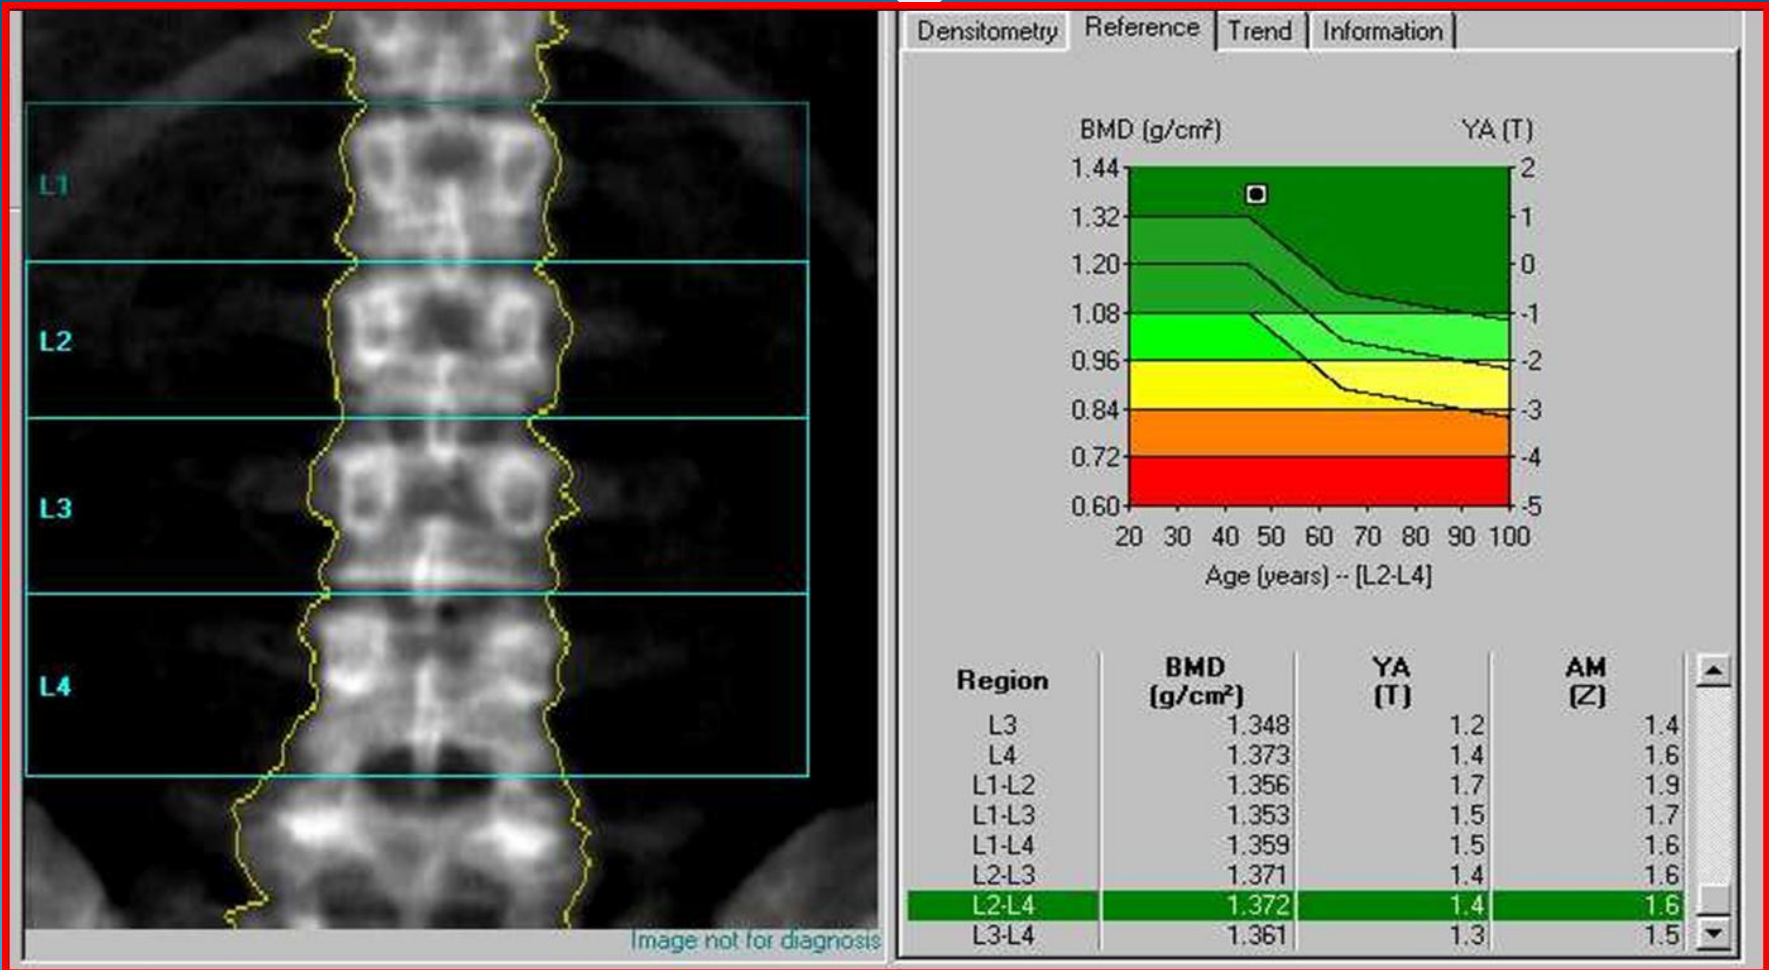 L1
L2
L3
L4
Image not for diagnosis
Densitometry Reference Trend Information
BMD (g/cm²) YA (T)
1.44 2
1.32 1
1.20 0
1.08 -1
0.96 -2
0.84 -3
0.72 -4
0.60 -5
20 30 40 50 60 70 80 90 100
Age (years) -- [L2-L4]
Region BMD (g/cm²) YA (T) AM (Z)
L3 1.348 1.2 1.4
L4 1.373 1.4 1.6
L1-L2 1.356 1.7 1.9
L1-L3 1.353 1.5 1.7
L1-L4 1.359 1.5 1.6
L2-L3 1.371 1.4 1.6
L2-L4 1.372 1.4 1.6
L3-L4 1.361 1.3 1.5